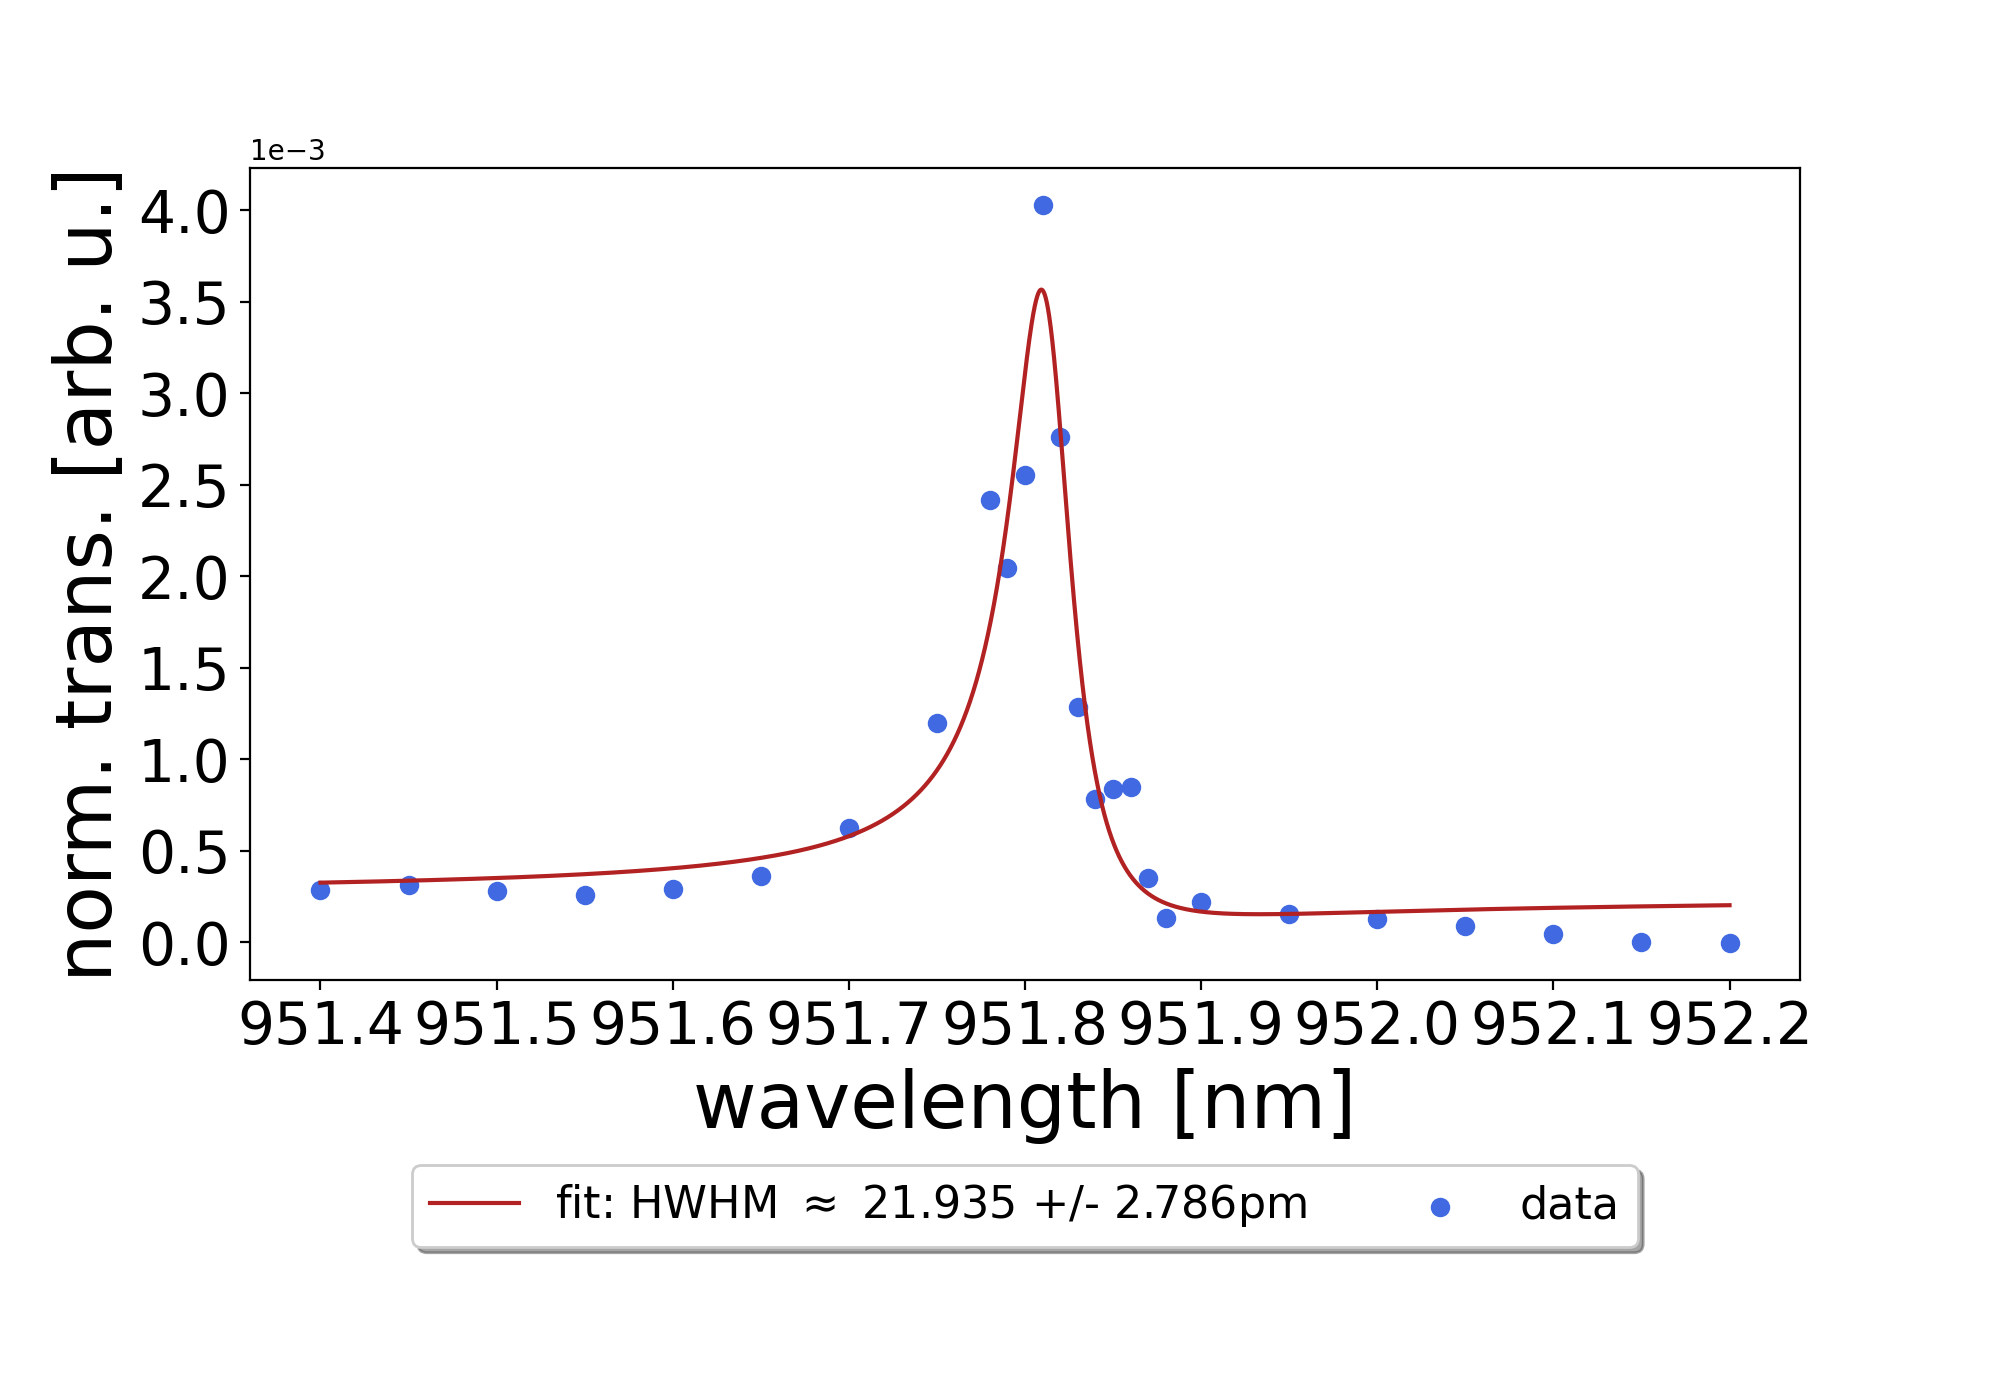 1e−3
4.0
3.5
3.0
2.5
2.0
1.5
1.0
0.5
0.0
norm. trans. [arb. u.]
951.4 951.5 951.6 951.7 951.8 951.9 952.0 952.1 952.2
wavelength [nm]
fit: HWHM ≈ 21.935 +/- 2.786pm data